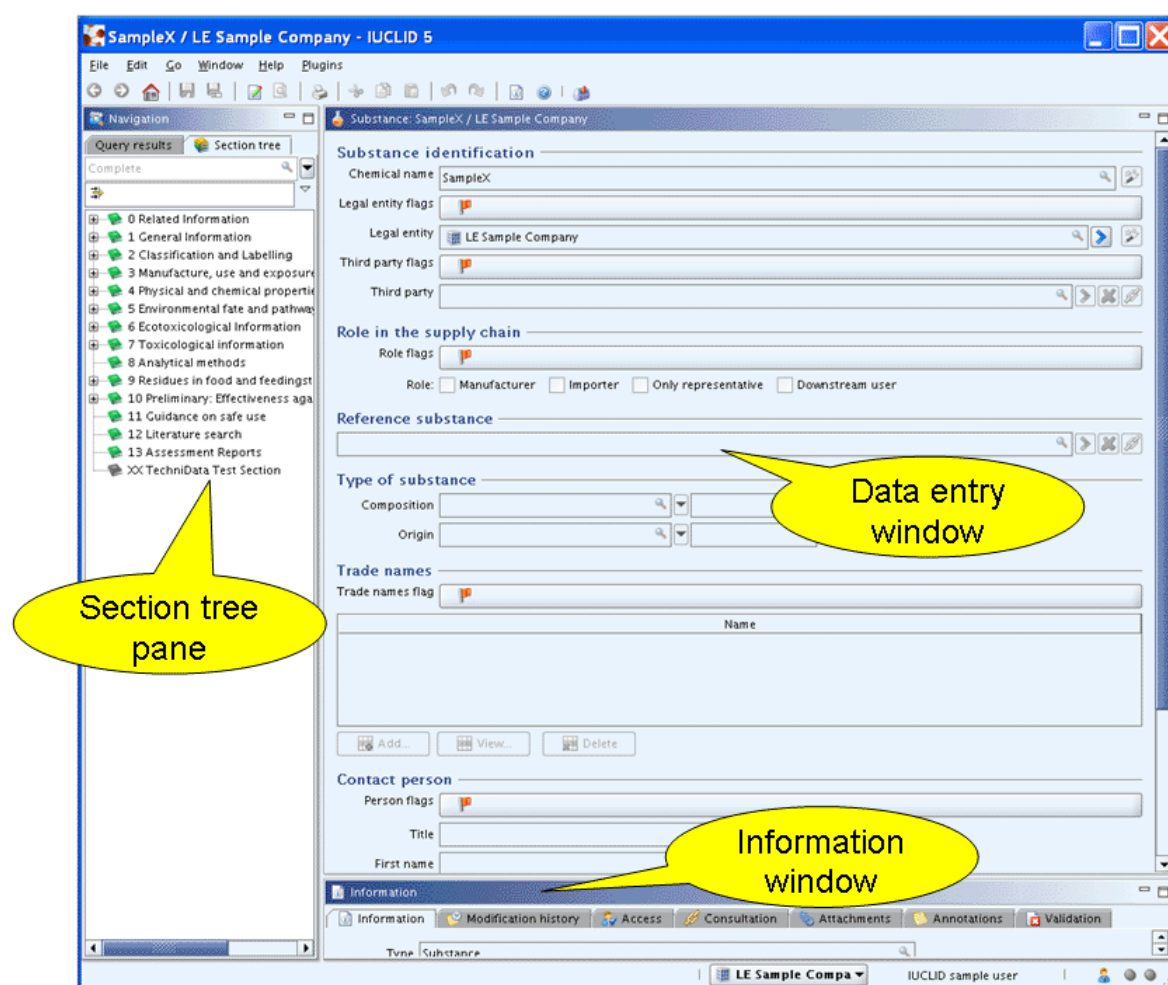 SampleX / LE Sample Company - IUCLID 5
File Edit Go Window Help Plugins
Navigation
Query results Section tree
Complete
0 Related Information
1 General Information
2 Classification and Labelling
3 Manufacture, use and exposure
4 Physical and chemical propertie
5 Environmental fate and pathway
6 Ecotoxicological Information
7 Toxicological information
8 Analytical methods
9 Residues in food and feedingst
10 Preliminary: Effectiveness aga
11 Guidance on safe use
12 Literature search
13 Assessment Reports
XX TechniData Test Section
Section tree
pane
Substance: SampleX / LE Sample Company
Substance identification
Chemical name SampleX
Legal entity flags
Legal entity LE Sample Company
Third party flags
Third party
Role in the supply chain
Role flags
Role: Manufacturer Importer Only representative Downstream user
Reference substance
Type of substance
Composition
Origin
Data entry
window
Trade names
Trade names flag
Name
Add... View... Delete
Contact person
Person flags
Title
First name
Information
window
Information
Information Modification history Access Consultation Attachments Annotations Validation
Type Substance
LE Sample Compa IUCLID sample user